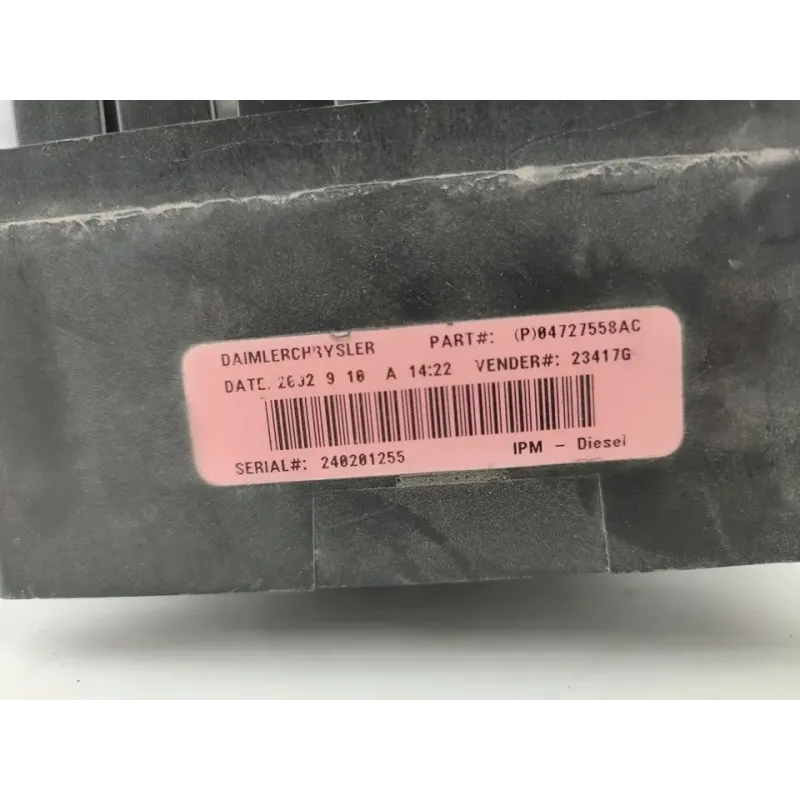 DAIMLERCHRYSLER PART#: (P)04727558AC
DATE. 2002 9 10 A 14:22 VENDER#: 23417G
SERIAL#: 240201255 IPM - Diesel